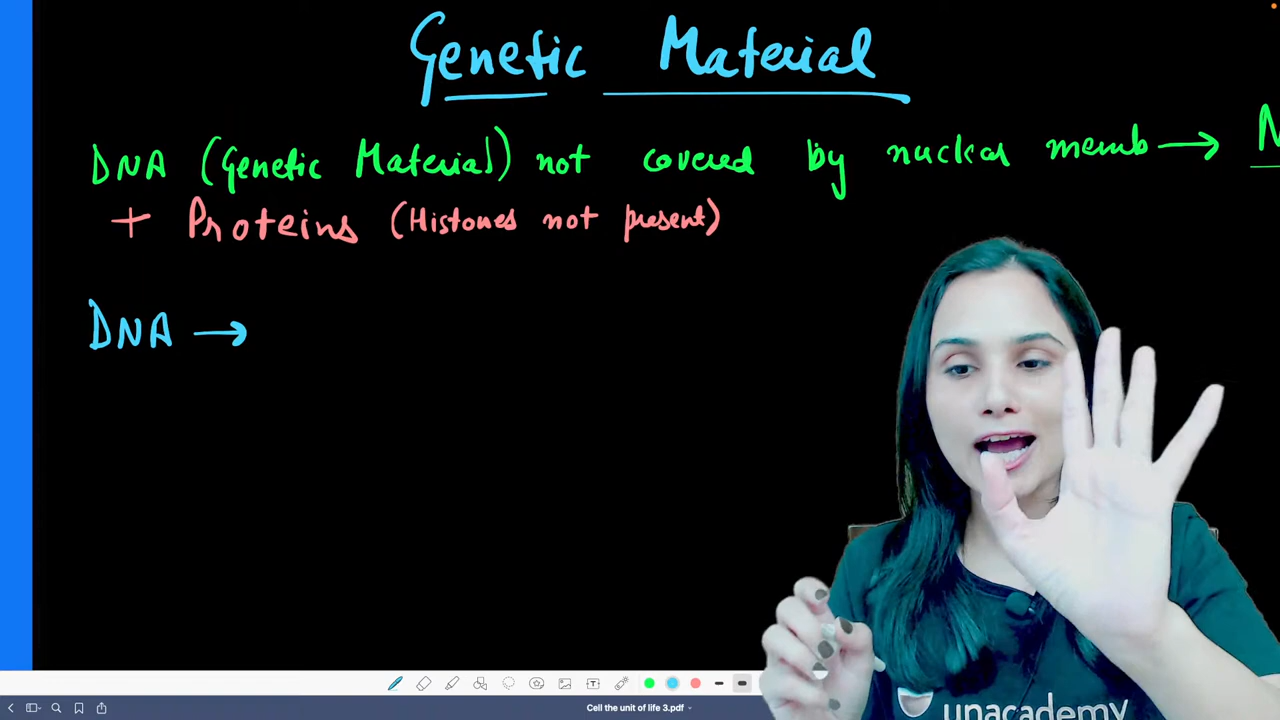 Genetic Material
DNA (Genetic Material) not covered by nuclear memb → N
+ Proteins (Histones not present)
DNA →
unacademy
Cell the unit of life 3.pdf